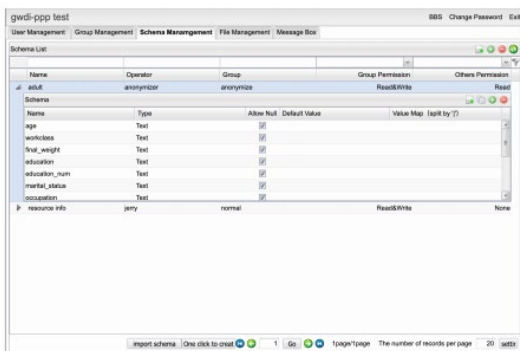 gwdi-ppp test BBS Change Password Exit
User Management Group Management Schema Manamgement File Management Message Box
Schema List
Name Operator Group Group Permission Others Permission
adult anonymizer anonymize Read&Write Read
Schema
Name Type Allow Null Default Value Value Map (split by '|')
age Text
workclass Text
final_weight Text
education Text
education_num Text
marital_status Text
occupation Text
resource info jerry normal Read&Write None
import schema One click to creat 1 Go 1page/1page The number of records per page 20 settin